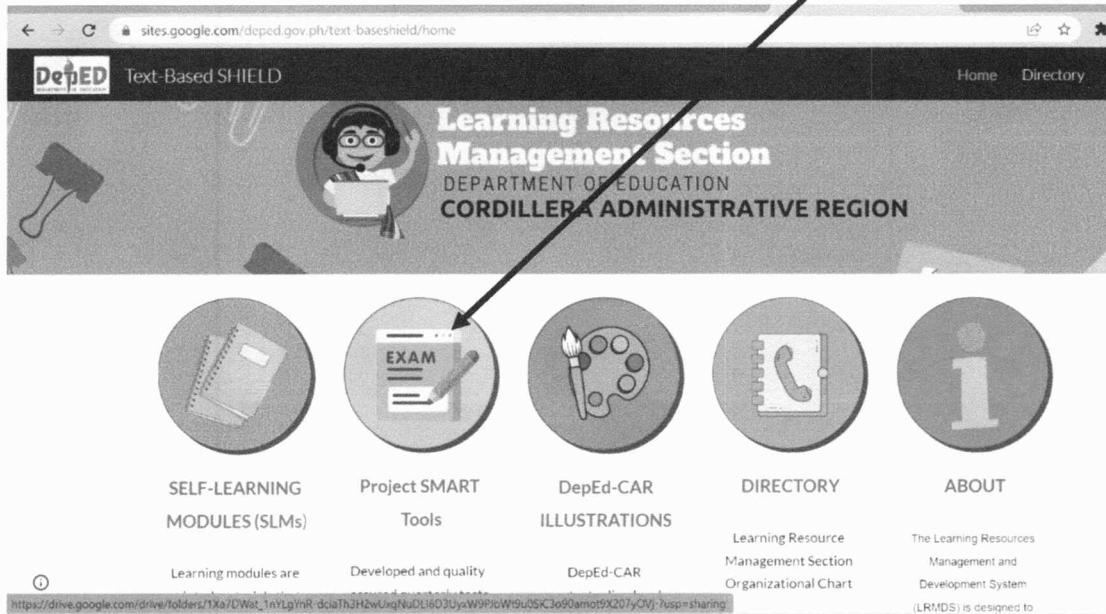 sites.google.com/deped.gov.ph/text-baseshield/home
DepED
DEPARTMENT OF EDUCATION
Text-Based SHIELD
Home
Directory
Learning Resources
Management Section
DEPARTMENT OF EDUCATION
CORDILLERA ADMINISTRATIVE REGION
EXAM
SELF-LEARNING
MODULES (SLMs)
Learning modules are
Project SMART
Tools
Developed and quality
DepEd-CAR
ILLUSTRATIONS
DepEd-CAR
DIRECTORY
Learning Resource
Management Section
Organizational Chart
ABOUT
The Learning Resources
Management and
Development System
(LRMDS) is designed to